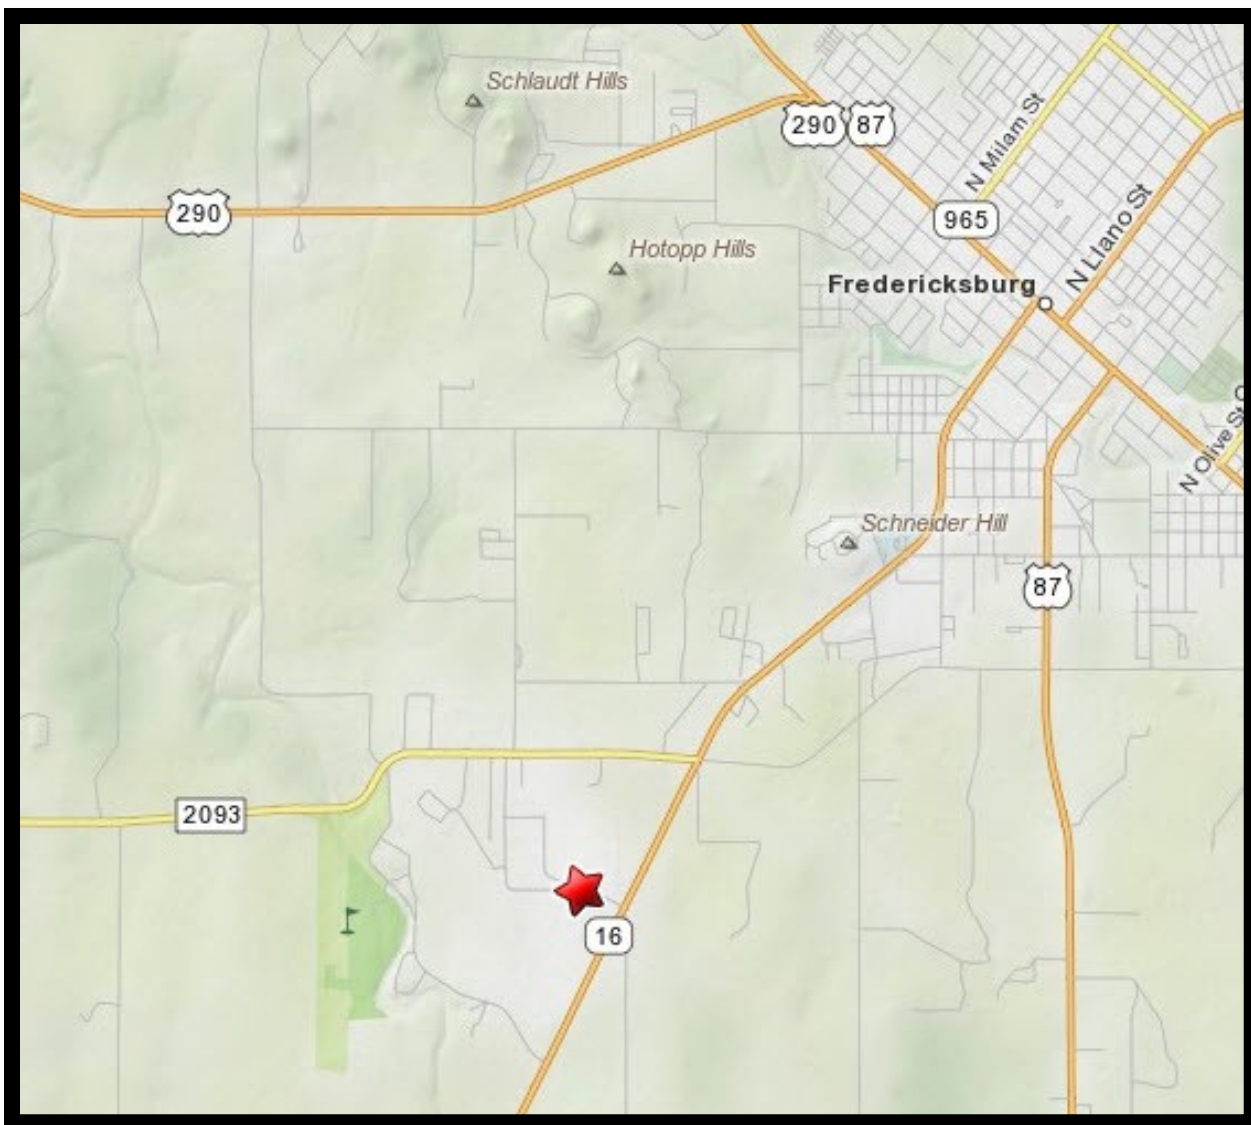 Schlaudt Hills
290
87
N Milam St
290
965
N Llano St
Hotopp Hills
Fredericksburg
N Olive St
Schneider Hill
87
2093
16